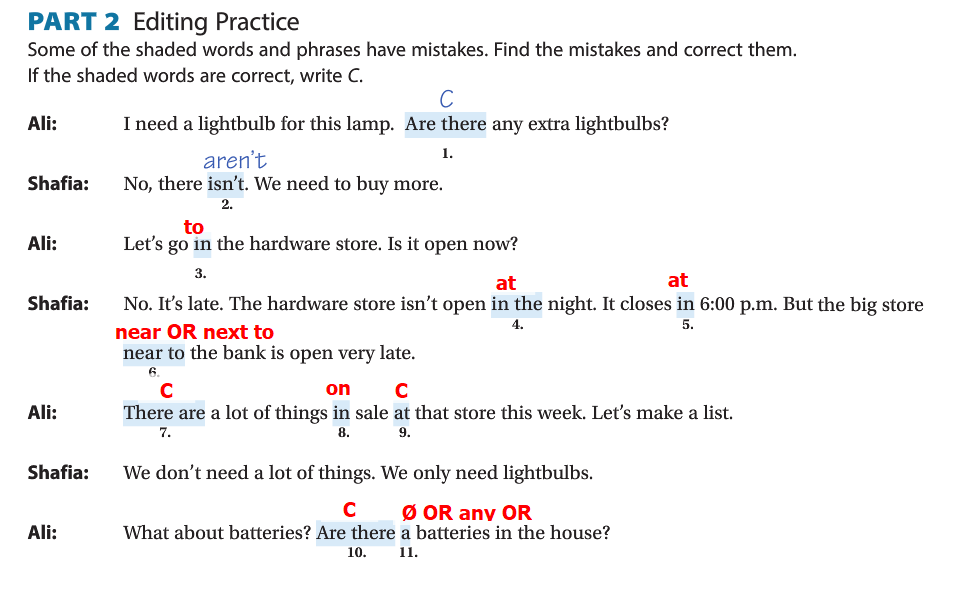 PART 2 Editing Practice
Some of the shaded words and phrases have mistakes. Find the mistakes and correct them.
If the shaded words are correct, write C.
C
Ali: I need a lightbulb for this lamp. Are there any extra lightbulbs?
1.
aren't
Shafia: No, there isn't. We need to buy more.
2.
to
Ali: Let's go in the hardware store. Is it open now?
3.
at at
Shafia: No. It's late. The hardware store isn't open in the night. It closes in 6:00 p.m. But the big store
4. 5.
near OR next to
near to the bank is open very late.
6.
C on C
Ali: There are a lot of things in sale at that store this week. Let's make a list.
7. 8. 9.
Shafia: We don't need a lot of things. We only need lightbulbs.
C Ø OR any OR
Ali: What about batteries? Are there a batteries in the house?
10. 11.